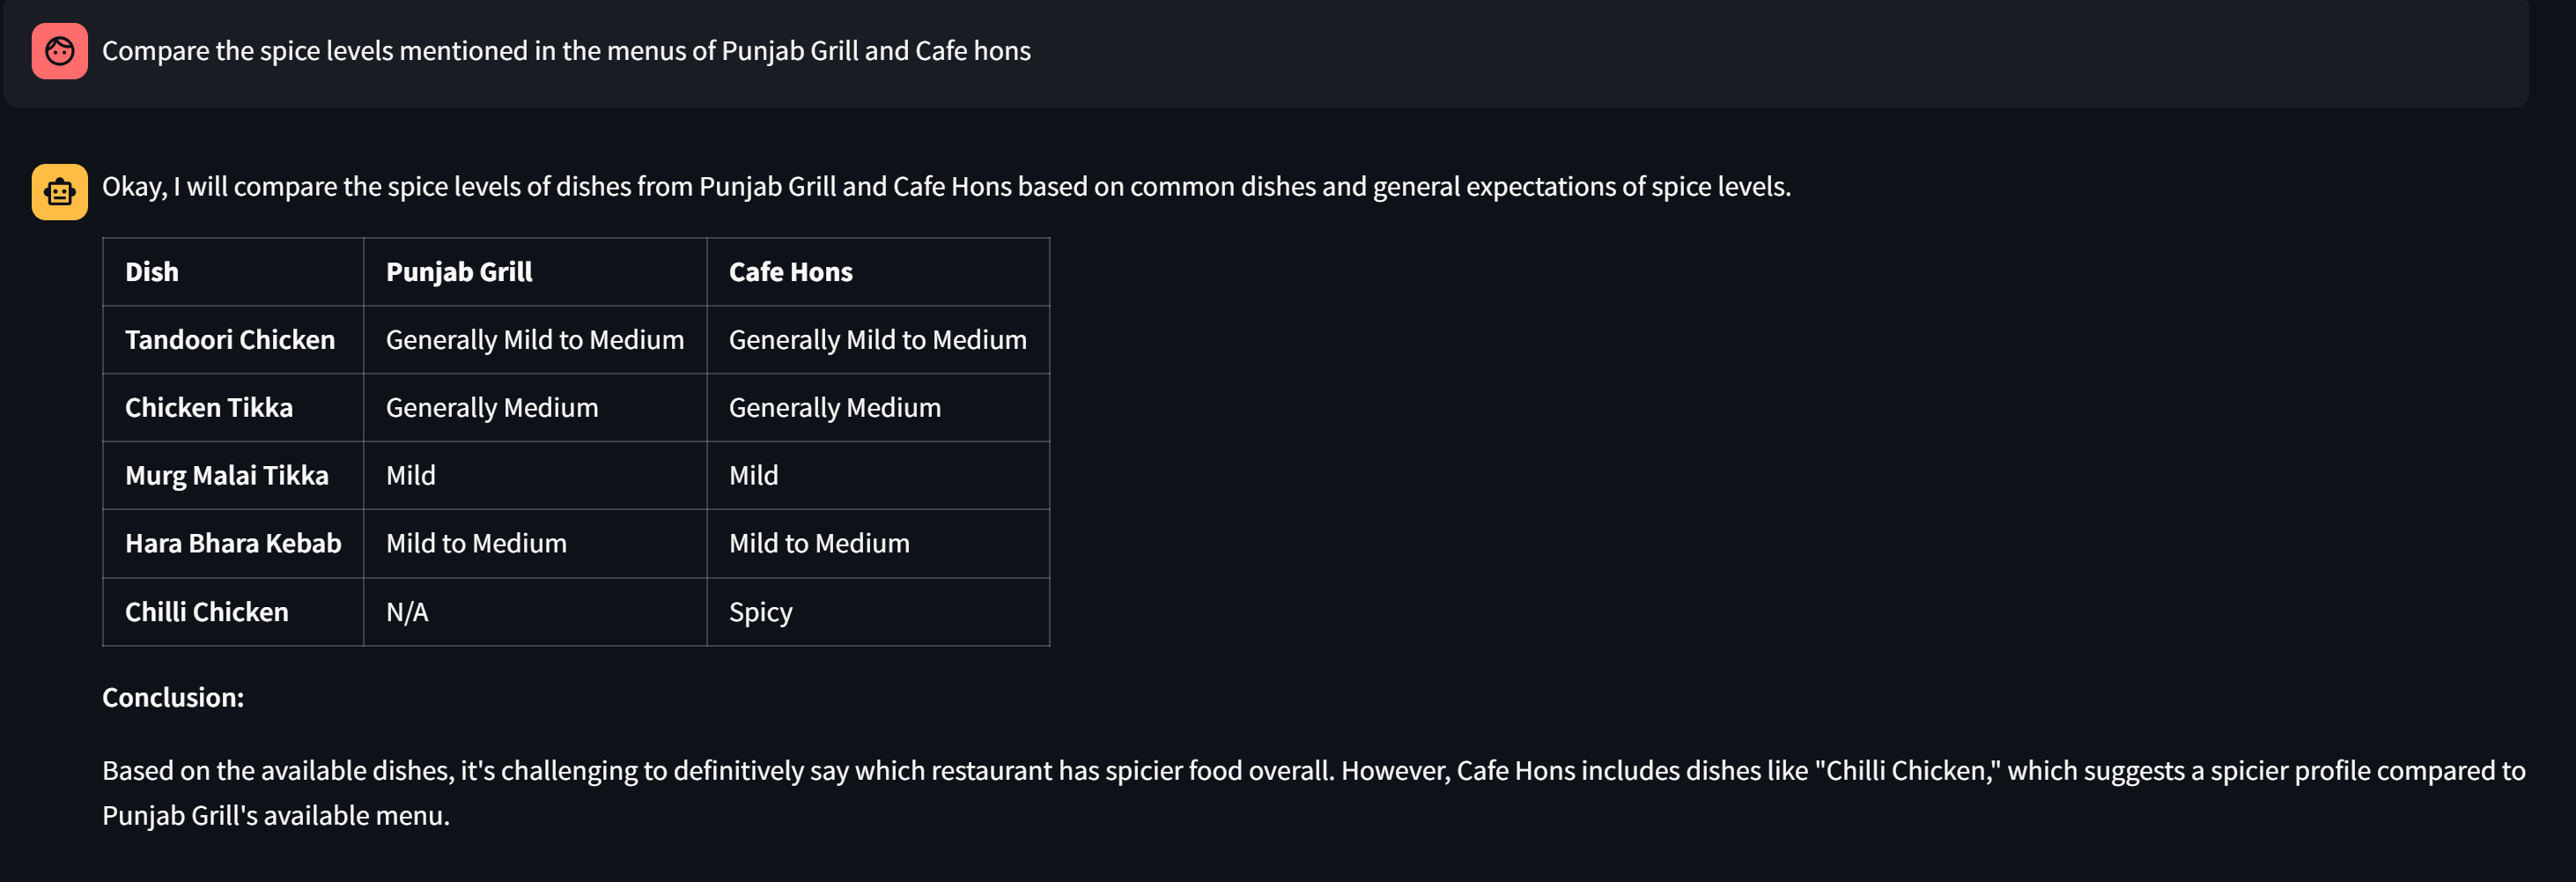 Compare the spice levels mentioned in the menus of Punjab Grill and Cafe hons
Okay, I will compare the spice levels of dishes from Punjab Grill and Cafe Hons based on common dishes and general expectations of spice levels.
Dish Punjab Grill Cafe Hons
Tandoori Chicken Generally Mild to Medium Generally Mild to Medium
Chicken Tikka Generally Medium Generally Medium
Murg Malai Tikka Mild Mild
Hara Bhara Kebab Mild to Medium Mild to Medium
Chilli Chicken N/A Spicy
Conclusion:
Based on the available dishes, it's challenging to definitively say which restaurant has spicier food overall. However, Cafe Hons includes dishes like "Chilli Chicken," which suggests a spicier profile compared to
Punjab Grill's available menu.